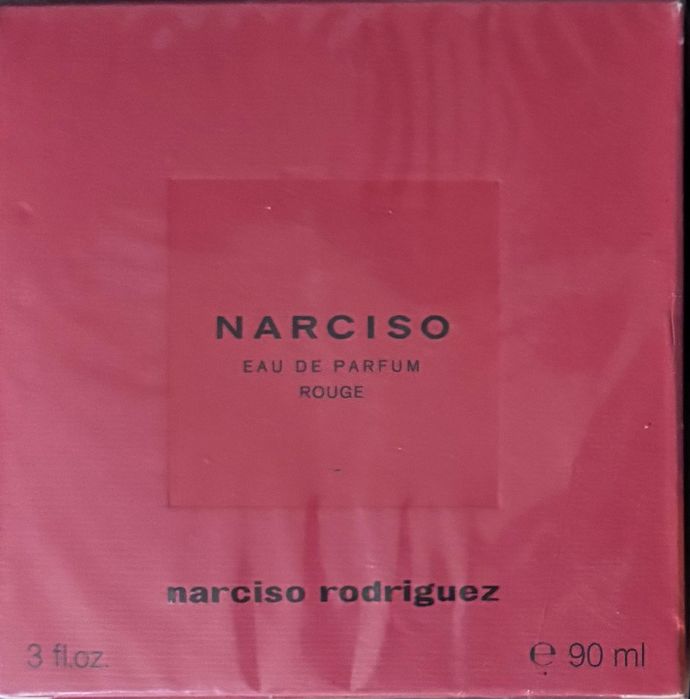 NARCISO
EAU DE PARFUM
ROUGE
narciso rodriguez
3 fl.oz. ℮ 90 ml